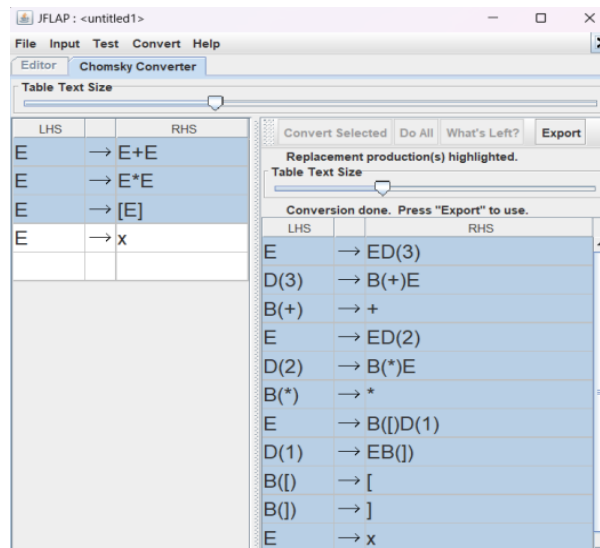 JFLAP : <untitled1>
File Input Test Convert Help
Editor Chomsky Converter
Table Text Size
LHS RHS
E → E+E
E → E*E
E → [E]
E → x
Convert Selected Do All What's Left? Export
Replacement production(s) highlighted.
Table Text Size
Conversion done. Press "Export" to use.
LHS RHS
E → ED(3)
D(3) → B(+)E
B(+) → +
E → ED(2)
D(2) → B(*)E
B(*) → *
E → B([)D(1)
D(1) → EB(])
B([) → [
B(]) → ]
E → x